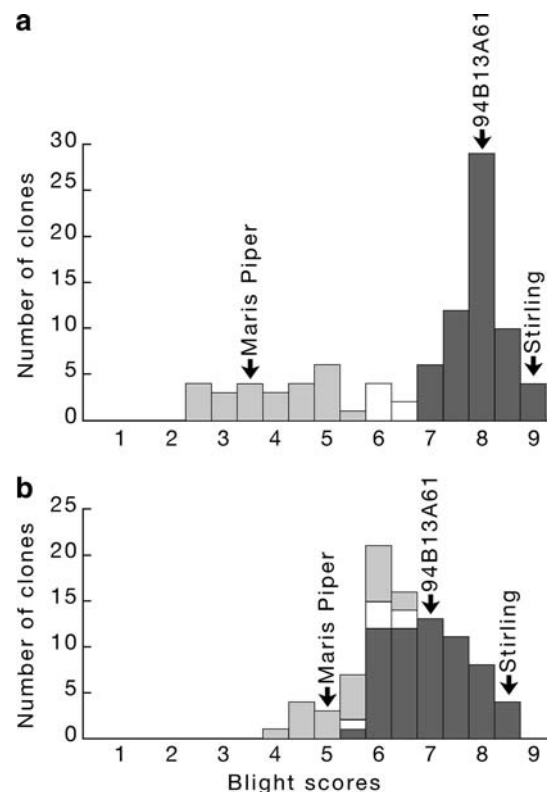 a
94B13A61
Maris Piper
Stirling
Number of clones
30
25
20
15
10
5
0
1 2 3 4 5 6 7 8 9
b
94B13A61
Maris Piper
Stirling
Number of clones
25
20
15
10
5
0
1 2 3 4 5 6 7 8 9
Blight scores